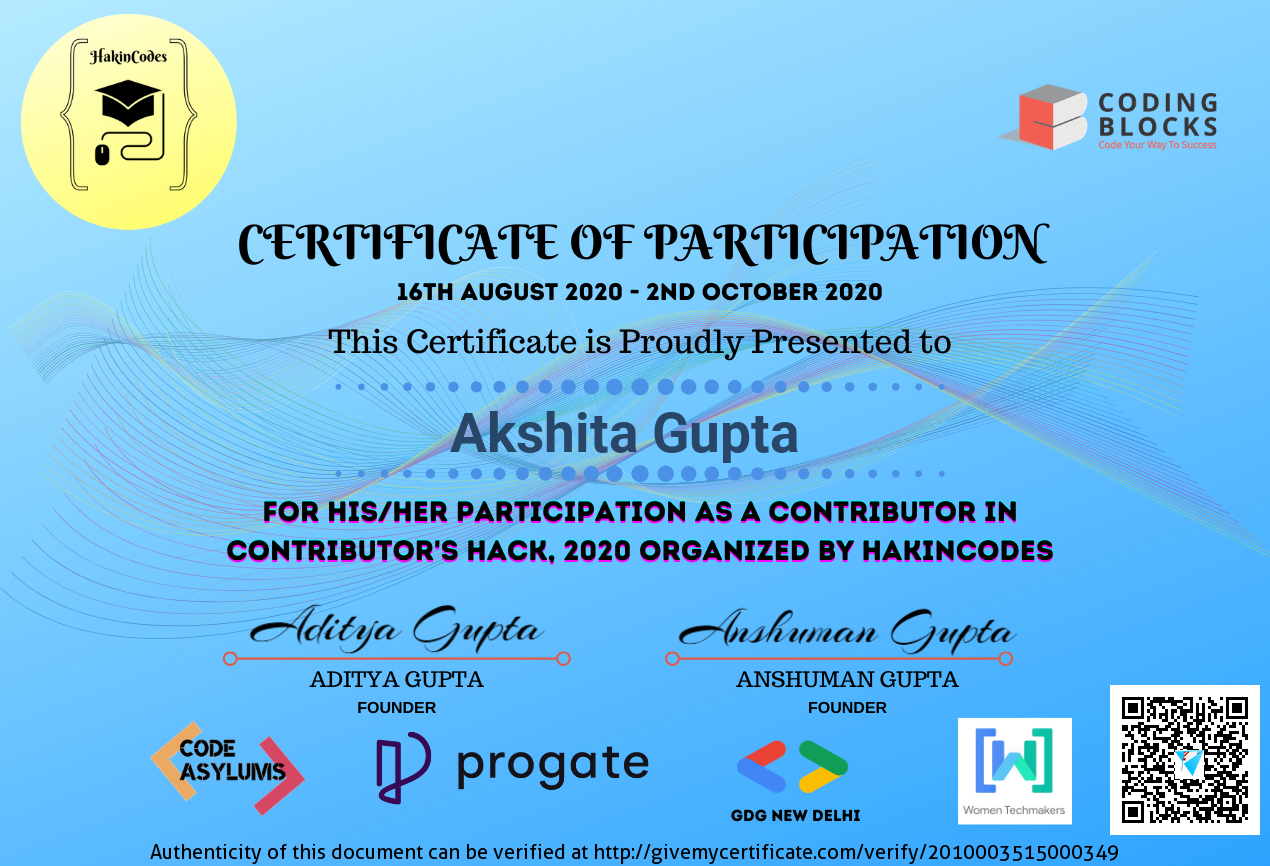 HakinCodes
CODING
BLOCKS
Code Your Way To Success
CERTIFICATE OF PARTICIPATION
16TH AUGUST 2020 - 2ND OCTOBER 2020
This Certificate is Proudly Presented to
Akshita Gupta
FOR HIS/HER PARTICIPATION AS A CONTRIBUTOR IN
CONTRIBUTOR'S HACK, 2020 ORGANIZED BY HAKINCODES
Aditya Gupta
Anshuman Gupta
ADITYA GUPTA
ANSHUMAN GUPTA
FOUNDER
FOUNDER
CODE
ASYLUMS
progate
GDG NEW DELHI
Women Techmakers
Authenticity of this document can be verified at http://givemycertificate.com/verify/2010003515000349